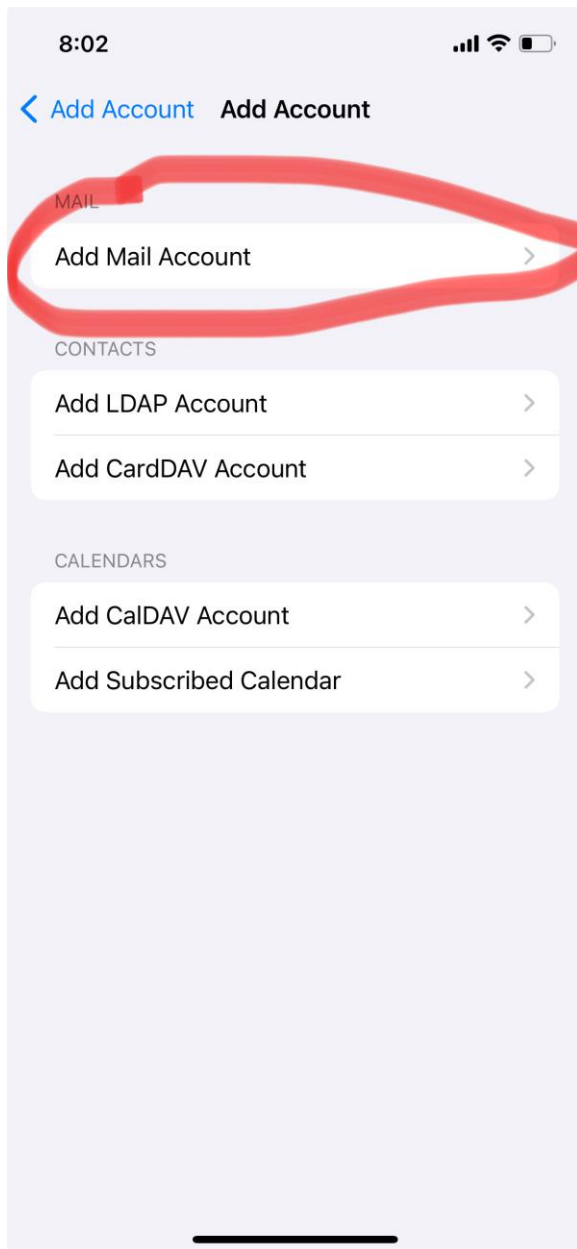 8:02
Add Account Add Account
MAIL
Add Mail Account
CONTACTS
Add LDAP Account
Add CardDAV Account
CALENDARS
Add CalDAV Account
Add Subscribed Calendar